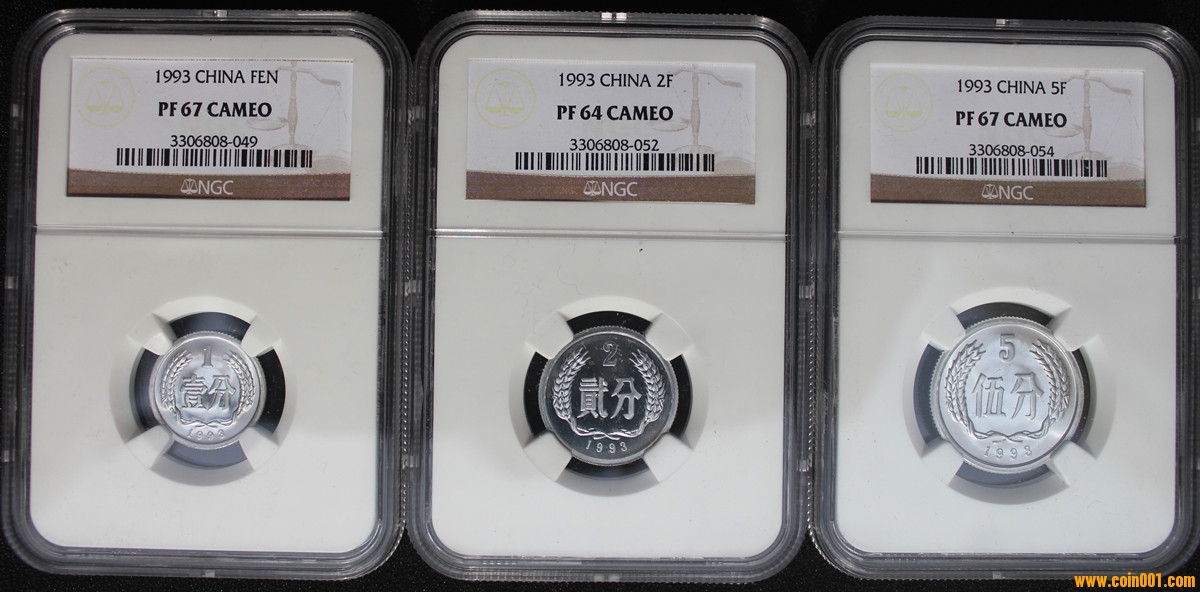 1993 CHINA FEN
PF 67 CAMEO
3306808-049
NGC
1
壹分
1993
1993 CHINA 2F
PF 64 CAMEO
3306808-052
NGC
2
貳分
1993
1993 CHINA 5F
PF 67 CAMEO
3306808-054
NGC
5
伍分
1993
www.coin001.com